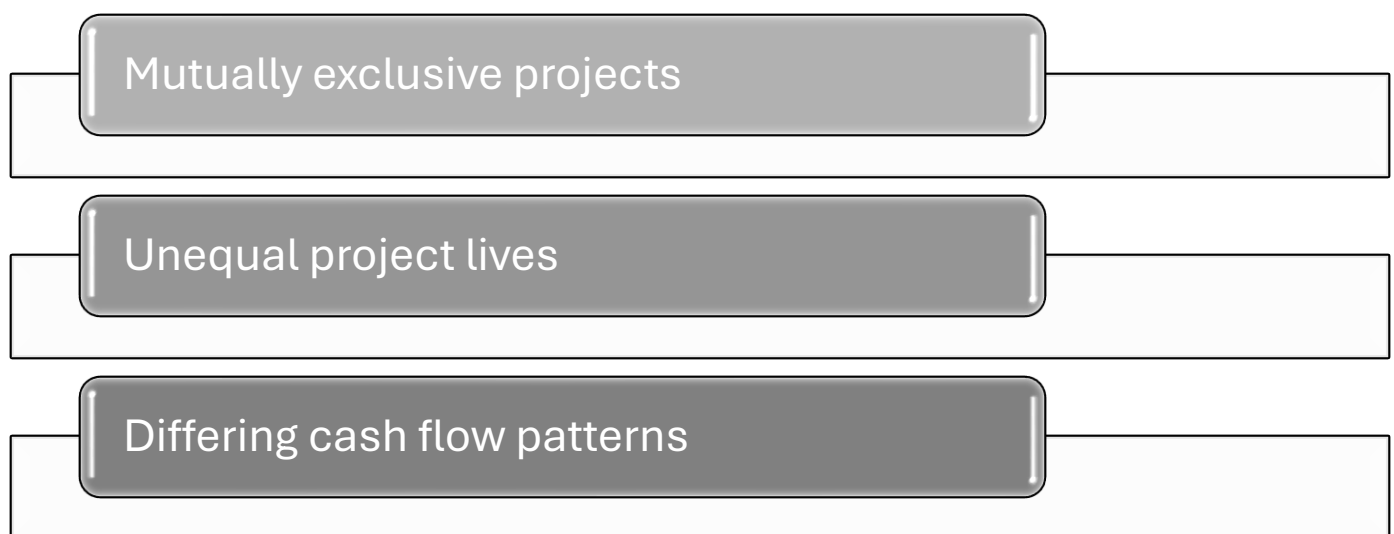 Mutually exclusive projects
Unequal project lives
Differing cash flow patterns